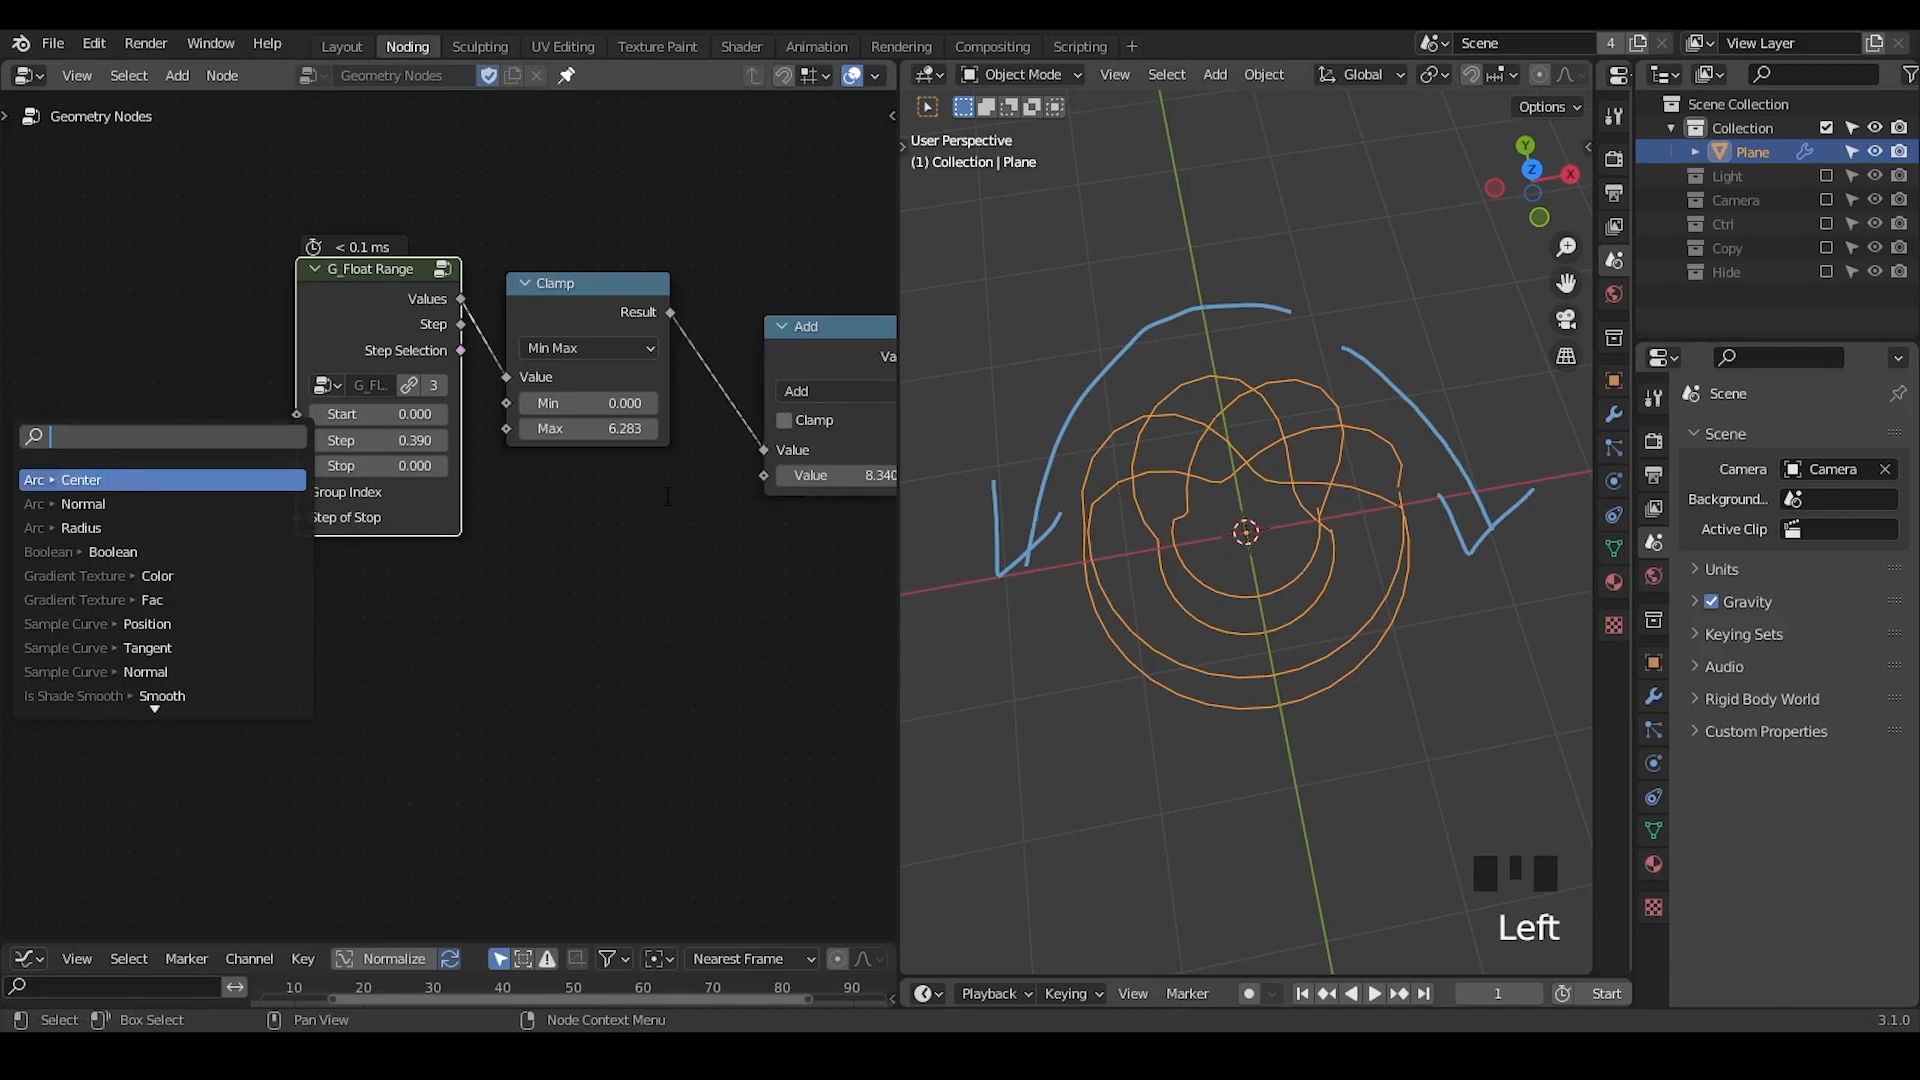 File Edit Render Window Help Layout Noding Sculpting UV Editing Texture Paint Shader Animation Rendering Compositing Scripting + Scene 4 View Layer
View Select Add Node Geometry Nodes
Object Mode View Select Add Object Global
Options
Geometry Nodes
User Perspective
(1) Collection | Plane
Y
Z
X
< 0.1 ms
G_Float Range
Values
Step
Step Selection
G_FL.. 3
Start 0.000
Step 0.390
Stop 0.000
Group Index
Step of Stop
Clamp
Result
Min Max
Value
Min 0.000
Max 6.283
Add
Va
Add
Clamp
Value
Value 8.340
Arc ▸ Center
Arc ▸ Normal
Arc ▸ Radius
Boolean ▸ Boolean
Gradient Texture ▸ Color
Gradient Texture ▸ Fac
Sample Curve ▸ Position
Sample Curve ▸ Tangent
Sample Curve ▸ Normal
Is Shade Smooth ▸ Smooth
Left
Scene Collection
Collection
Plane
Light
Camera
Ctrl
Copy
Hide
Scene
Scene
Camera Camera
Background...
Active Clip
Units
Gravity
Keying Sets
Audio
Rigid Body World
Custom Properties
View Select Marker Channel Key Normalize Nearest Frame
10 20 30 40 50 60 70 80 90
Playback Keying View Marker 1 Start
Select Box Select Pan View Node Context Menu 3.1.0